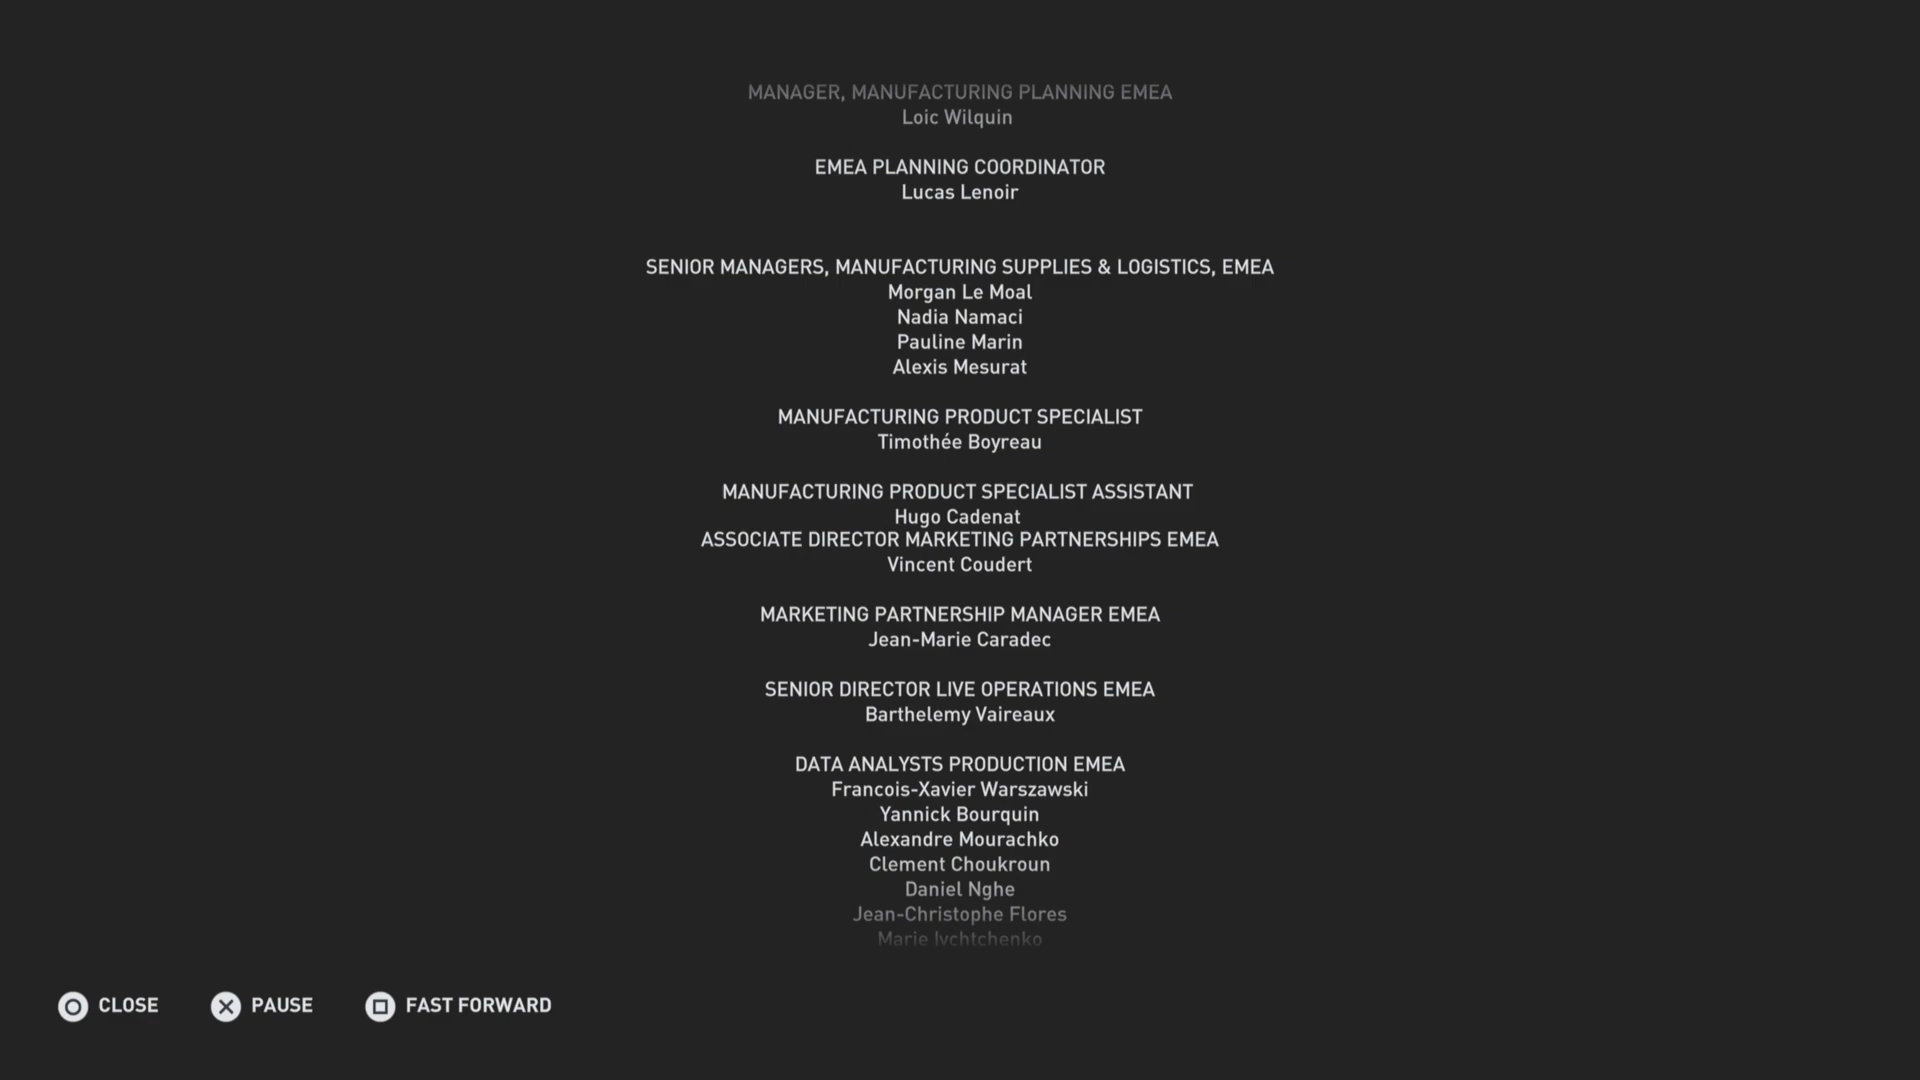 MANAGER, MANUFACTURING PLANNING EMEA
Loic Wilquin
EMEA PLANNING COORDINATOR
Lucas Lenoir
SENIOR MANAGERS, MANUFACTURING SUPPLIES & LOGISTICS, EMEA
Morgan Le Moal
Nadia Namaci
Pauline Marin
Alexis Mesurat
MANUFACTURING PRODUCT SPECIALIST
Timothée Boyreau
MANUFACTURING PRODUCT SPECIALIST ASSISTANT
Hugo Cadenat
ASSOCIATE DIRECTOR MARKETING PARTNERSHIPS EMEA
Vincent Coudert
MARKETING PARTNERSHIP MANAGER EMEA
Jean-Marie Caradec
SENIOR DIRECTOR LIVE OPERATIONS EMEA
Barthelemy Vaireaux
DATA ANALYSTS PRODUCTION EMEA
Francois-Xavier Warszawski
Yannick Bourquin
Alexandre Mourachko
Clement Choukroun
Daniel Nghe
Jean-Christophe Flores
Marie Ivchtchenko
CLOSE PAUSE FAST FORWARD